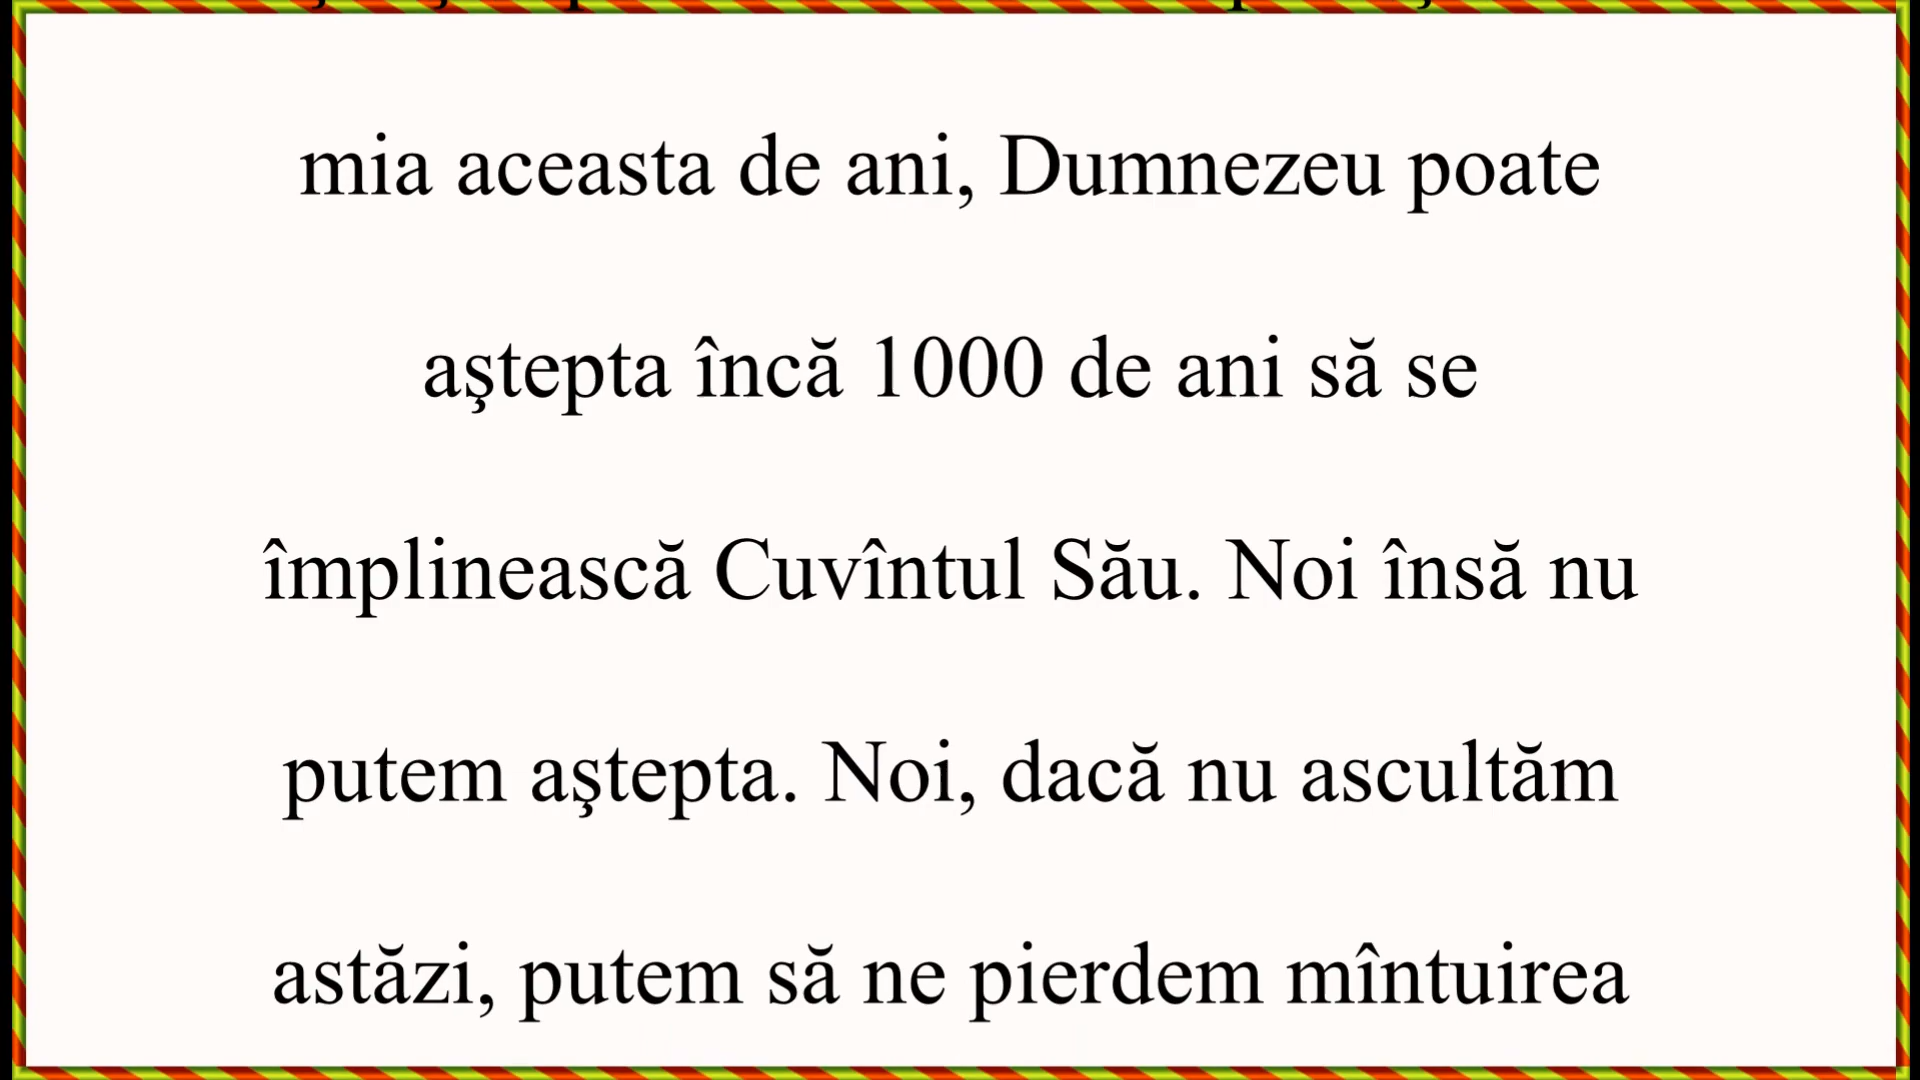 mia aceasta de ani, Dumnezeu poate
aştepta încă 1000 de ani să se
împlinească Cuvîntul Său. Noi însă nu
putem aştepta. Noi, dacă nu ascultăm
astăzi, putem să ne pierdem mîntuirea